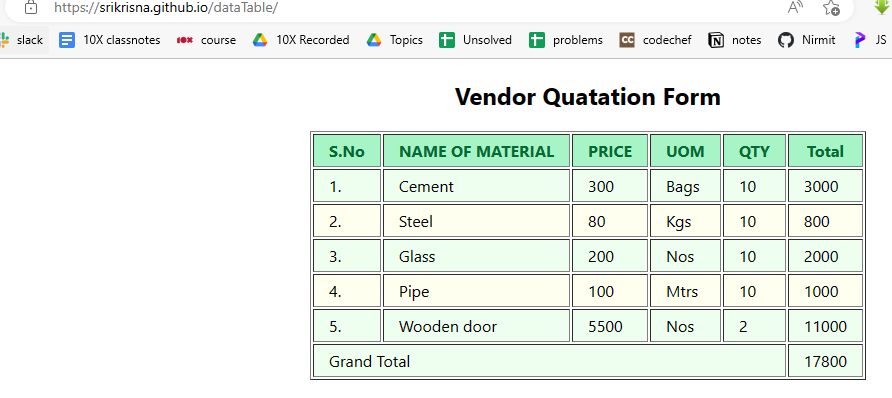 https://srikrisna.github.io/dataTable/
slack 10X classnotes course 10X Recorded Topics Unsolved problems codechef notes Nirmit JS
Vendor Quatation Form
S.No NAME OF MATERIAL PRICE UOM QTY Total
1. Cement 300 Bags 10 3000
2. Steel 80 Kgs 10 800
3. Glass 200 Nos 10 2000
4. Pipe 100 Mtrs 10 1000
5. Wooden door 5500 Nos 2 11000
Grand Total 17800